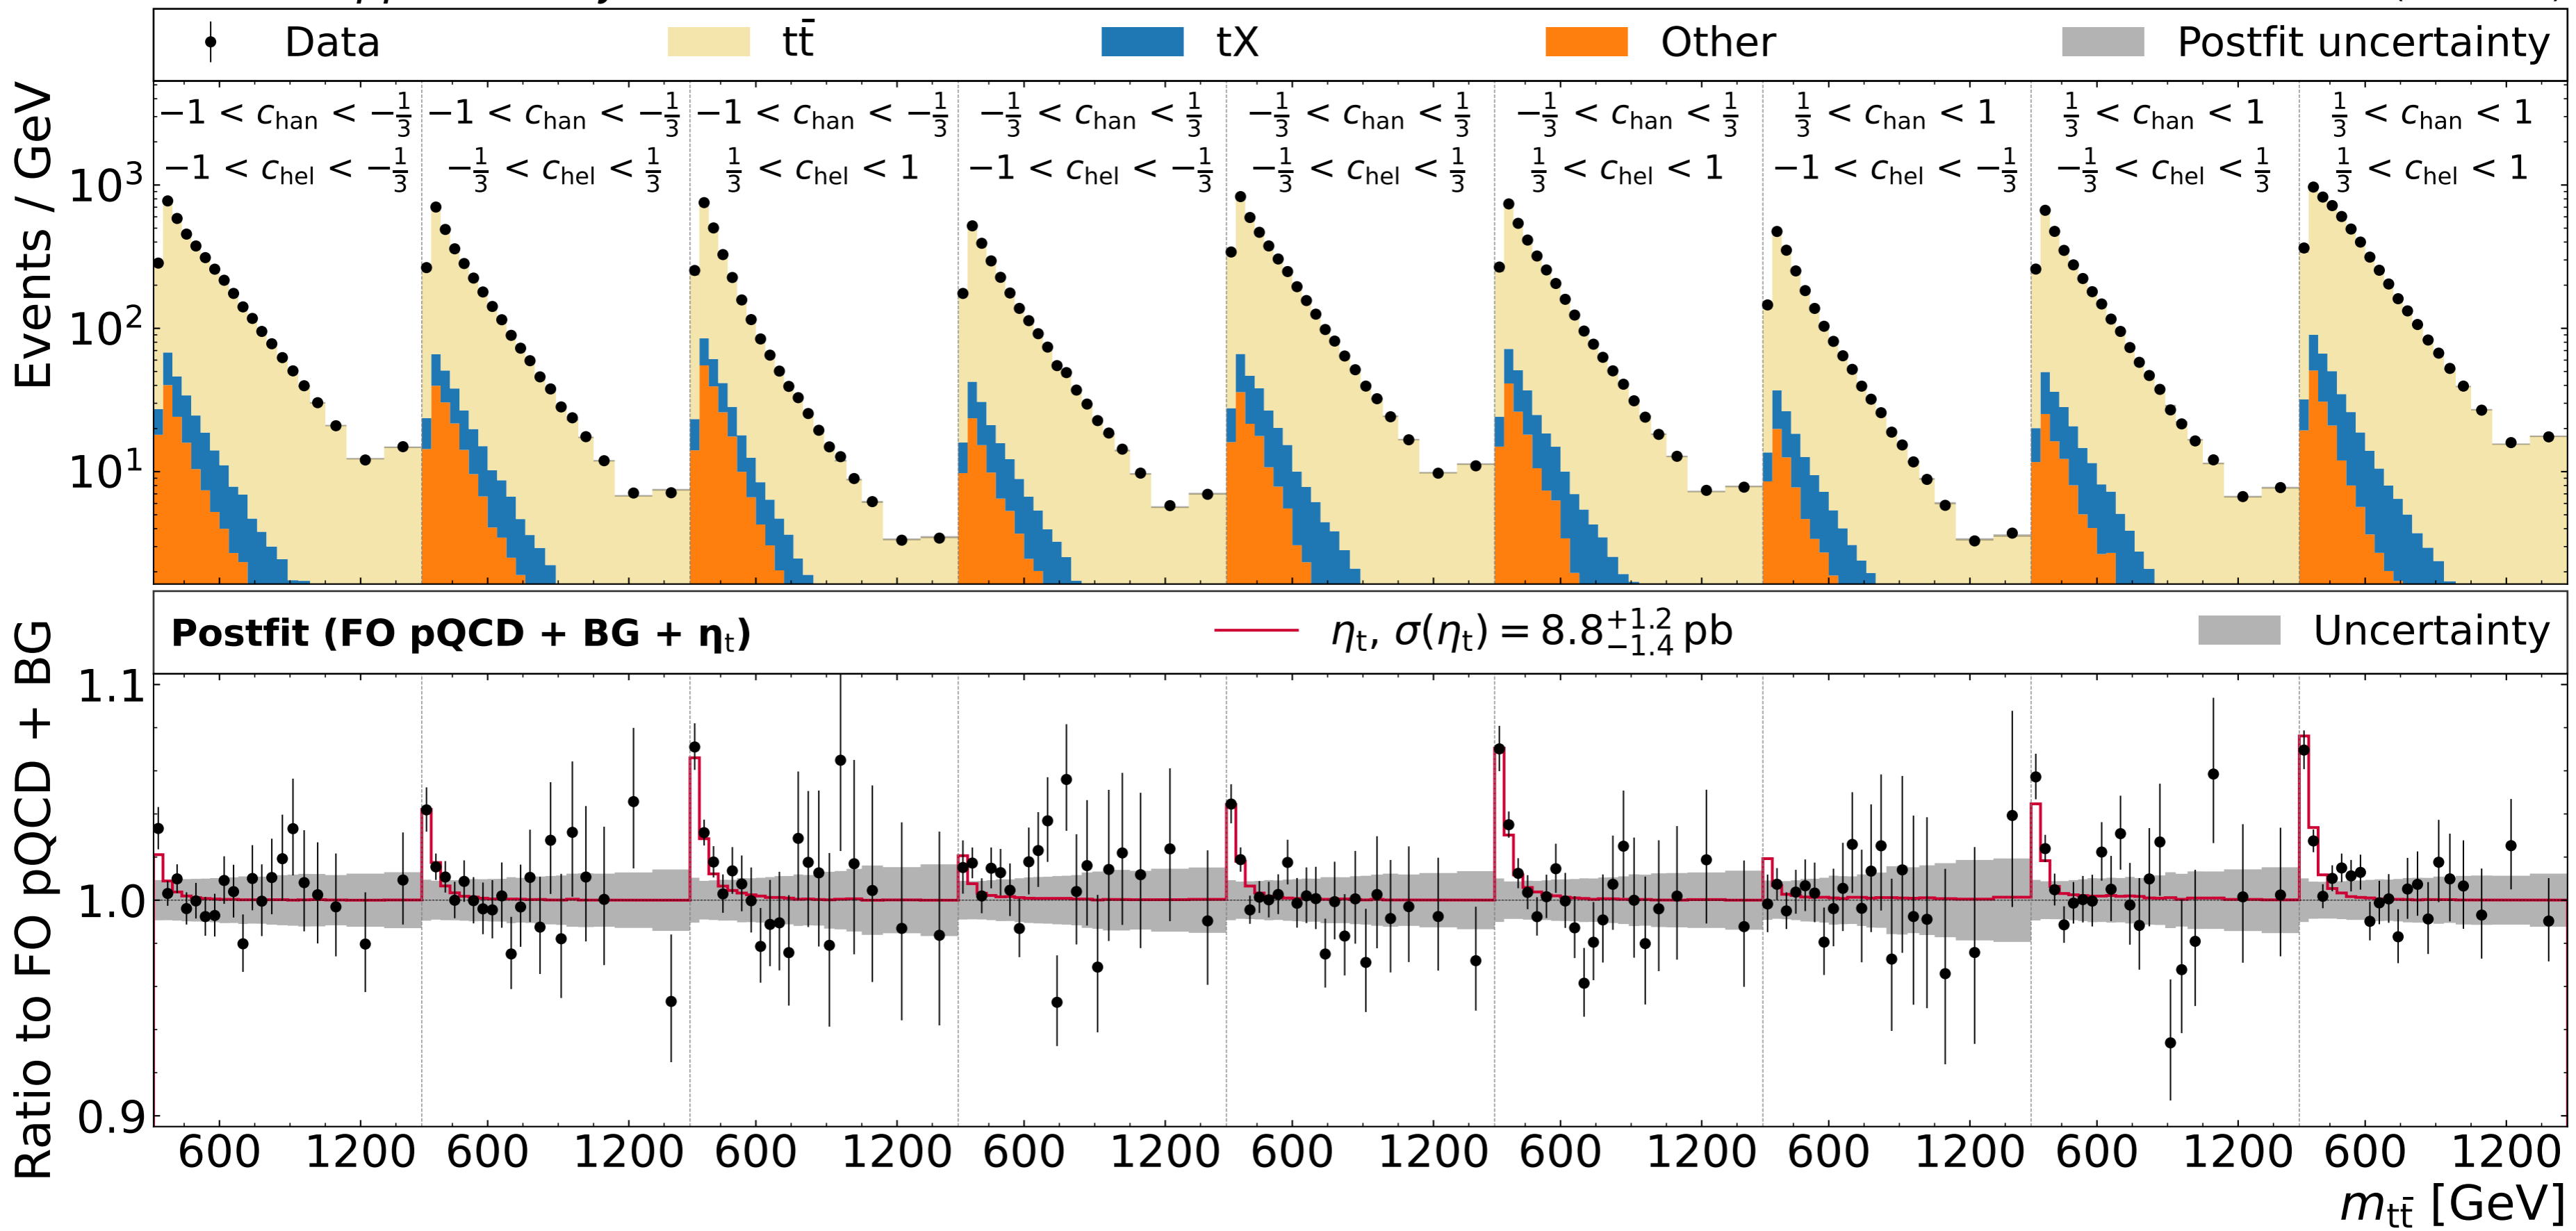 Data tt̄ tX Other Postfit uncertainty
−1 < c_han < −1/3 −1 < c_han < −1/3 −1 < c_han < −1/3 −1/3 < c_han < 1/3 −1/3 < c_han < 1/3 −1/3 < c_han < 1/3 1/3 < c_han < 1 1/3 < c_han < 1 1/3 < c_han < 1
−1 < c_hel < −1/3 −1/3 < c_hel < 1/3 1/3 < c_hel < 1 −1 < c_hel < −1/3 −1/3 < c_hel < 1/3 1/3 < c_hel < 1 −1 < c_hel < −1/3 −1/3 < c_hel < 1/3 1/3 < c_hel < 1
Events / GeV
10^3
10^2
10^1
Postfit (FO pQCD + BG + η_t) η_t, σ(η_t) = 8.8 +1.2 −1.4 pb Uncertainty
Ratio to FO pQCD + BG
1.1
1.0
0.9
600 1200 600 1200 600 1200 600 1200 600 1200 600 1200 600 1200 600 1200 600 1200
m_tt̄ [GeV]